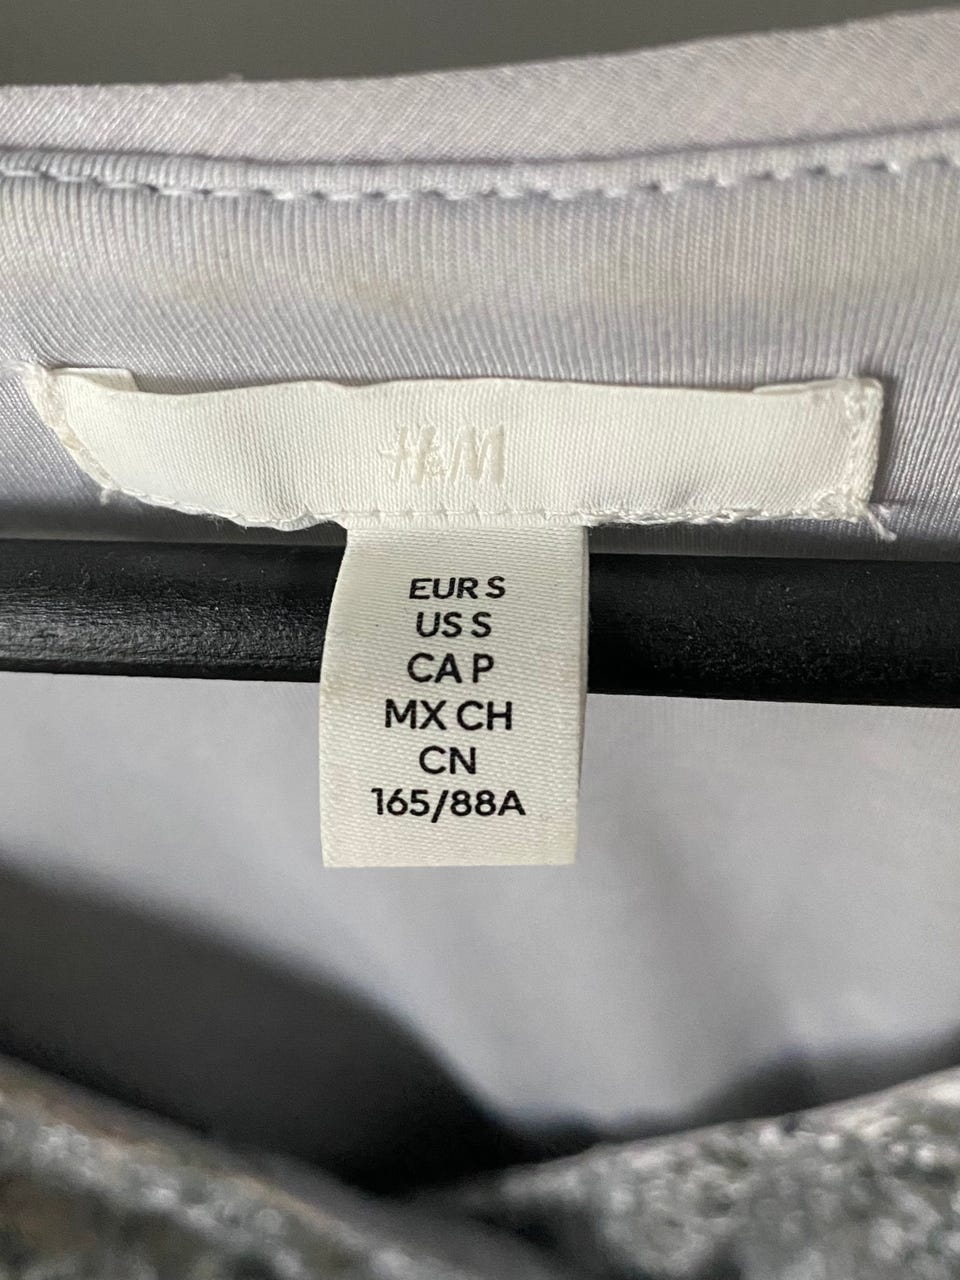 H&M
EUR S
US S
CA P
MX CH
CN
165/88A